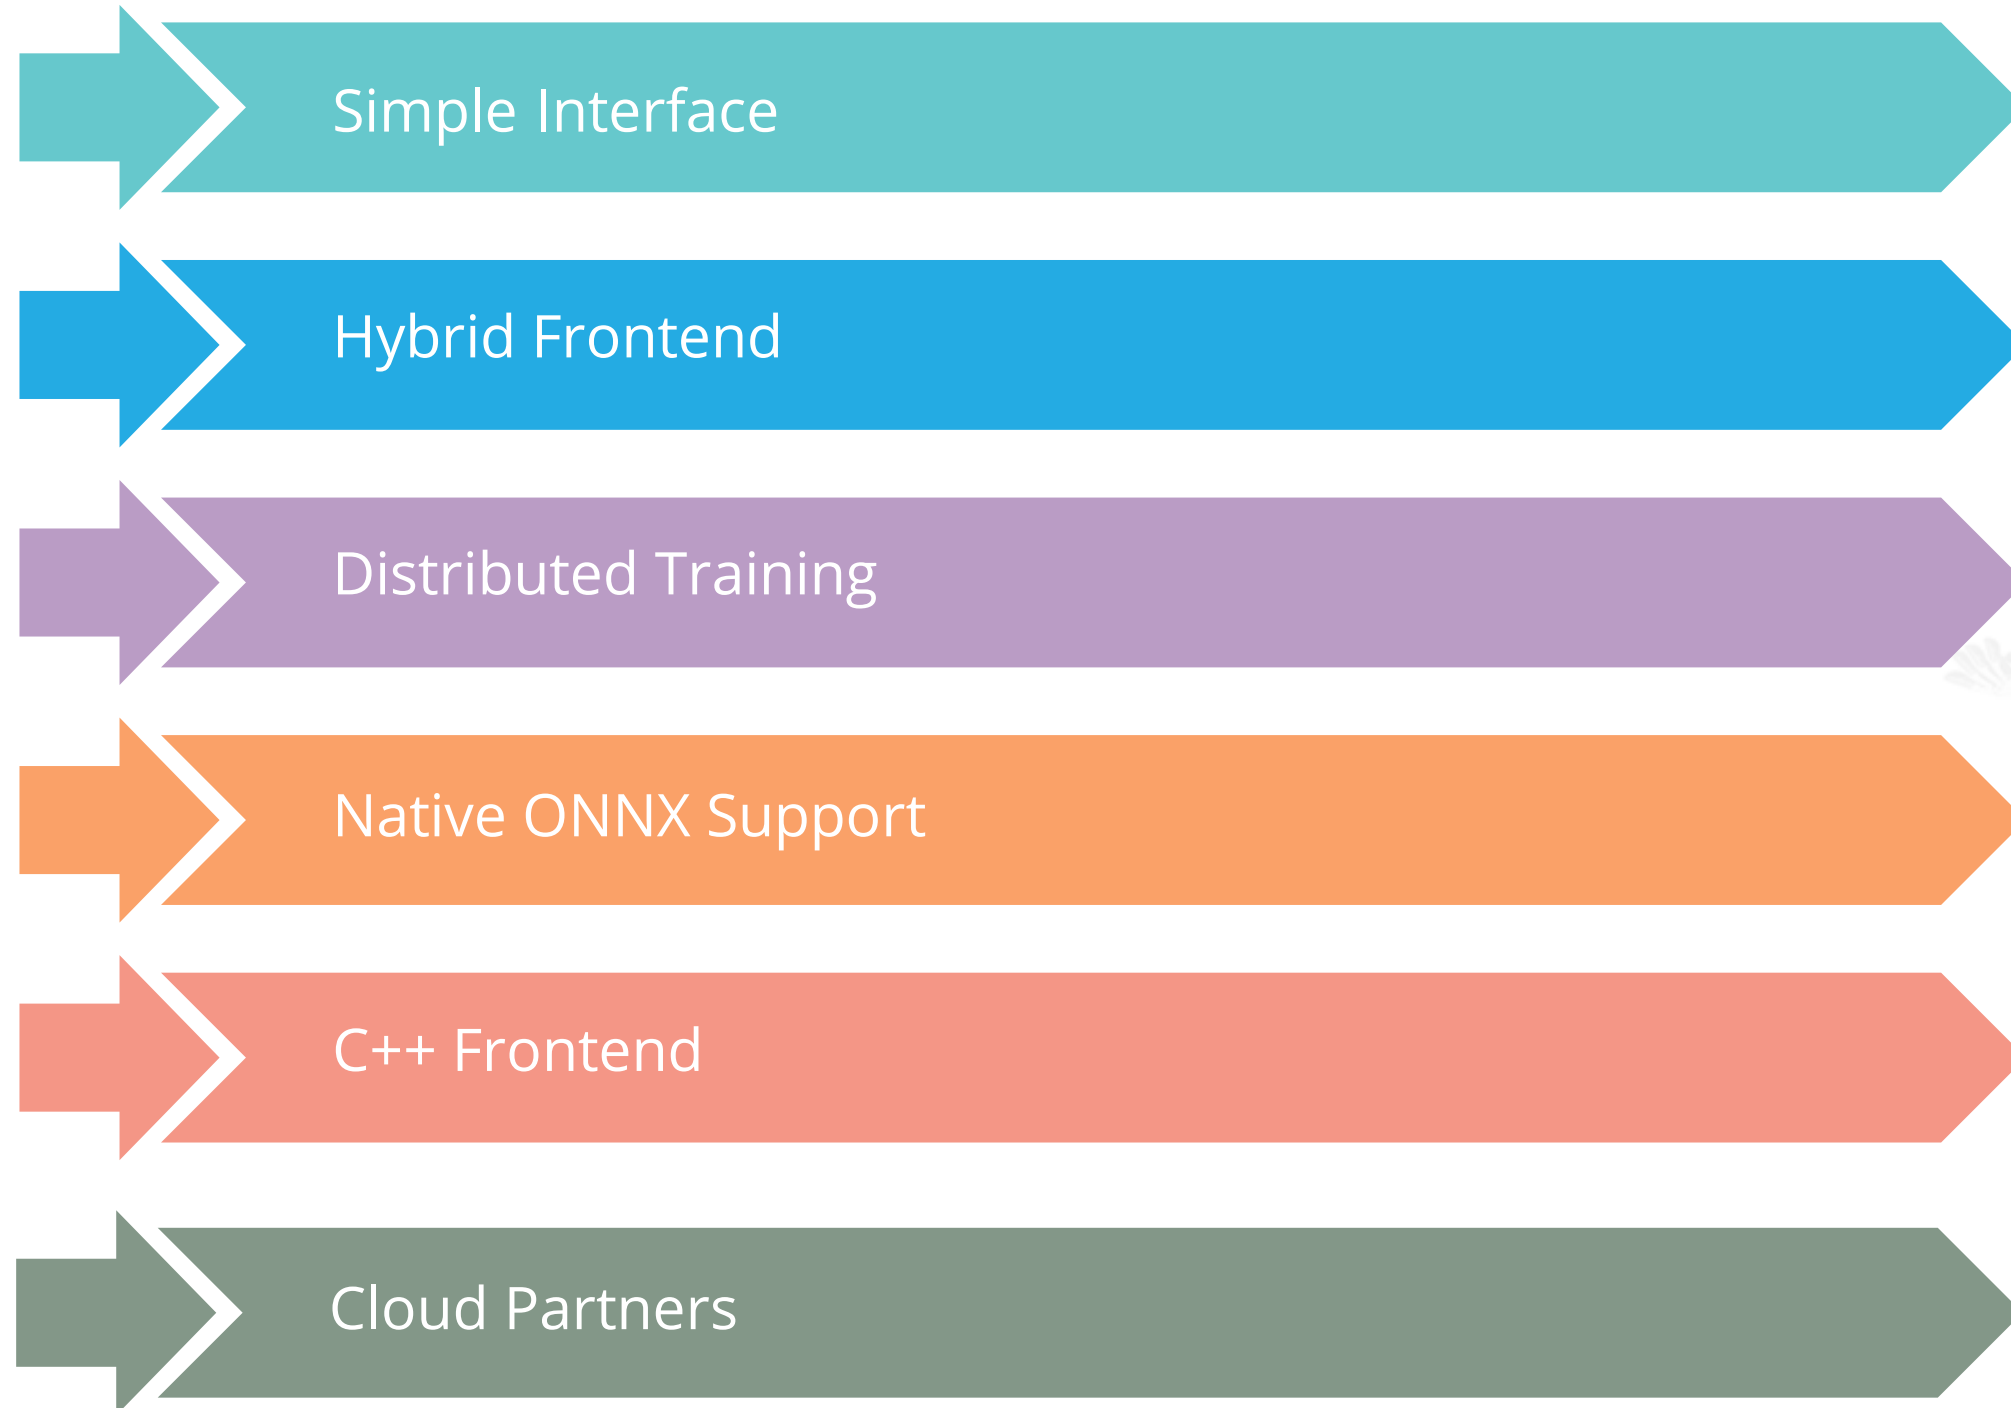 Simple Interface
Hybrid Frontend
Distributed Training
Native ONNX Support
C++ Frontend
Cloud Partners